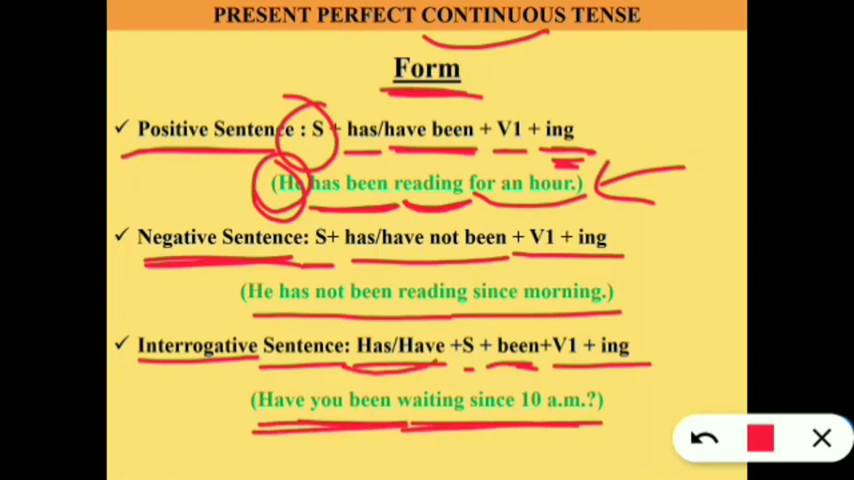 PRESENT PERFECT CONTINUOUS TENSE
Form
✓ Positive Sentence : S + has/have been + V1 + ing
(He has been reading for an hour.)
✓ Negative Sentence: S+ has/have not been + V1 + ing
(He has not been reading since morning.)
✓ Interrogative Sentence: Has/Have +S + been+V1 + ing
(Have you been waiting since 10 a.m.?)